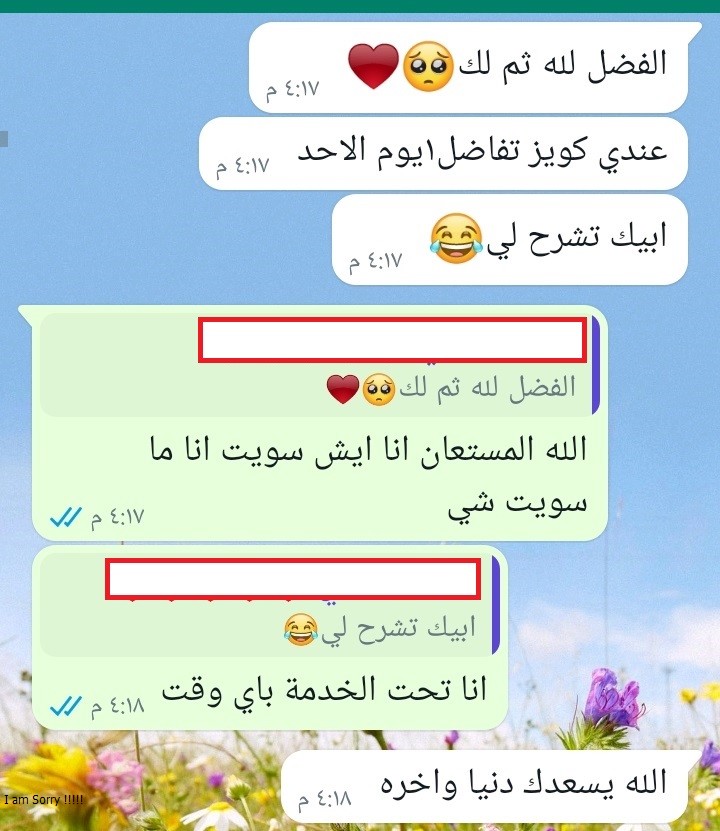 الفضل لله ثم لك🥺❤️
٤:١٧ م
عندي كويز تفاضل١يوم الاحد
٤:١٧ م
ابيك تشرح لي😂
٤:١٧ م
الفضل لله ثم لك🥺❤️
الله المستعان انا ايش سويت انا ما
سويت شي
٤:١٧ م
ابيك تشرح لي😂
انا تحت الخدمة باي وقت
٤:١٨ م
الله يسعدك دنيا واخره
٤:١٨ م
I am Sorry !!!!!